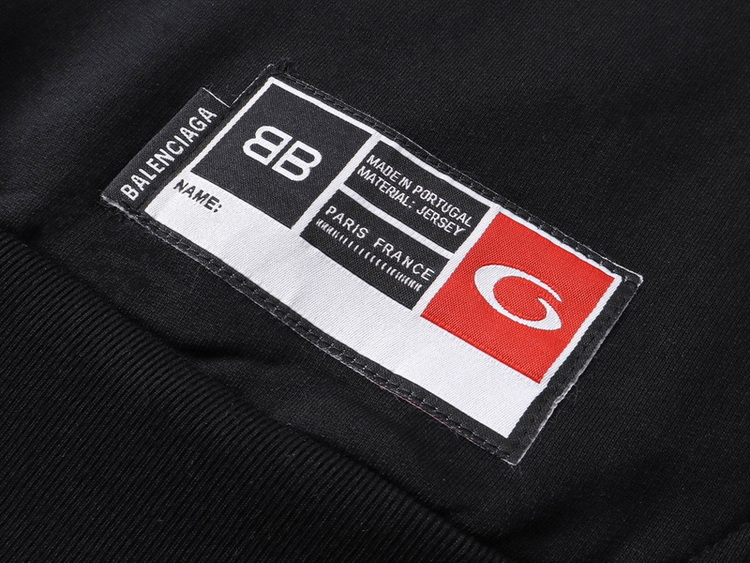 BALENCIAGA
BB
MADE IN PORTUGAL
MATERIAL: JERSEY
PARIS FRANCE
NAME:
G